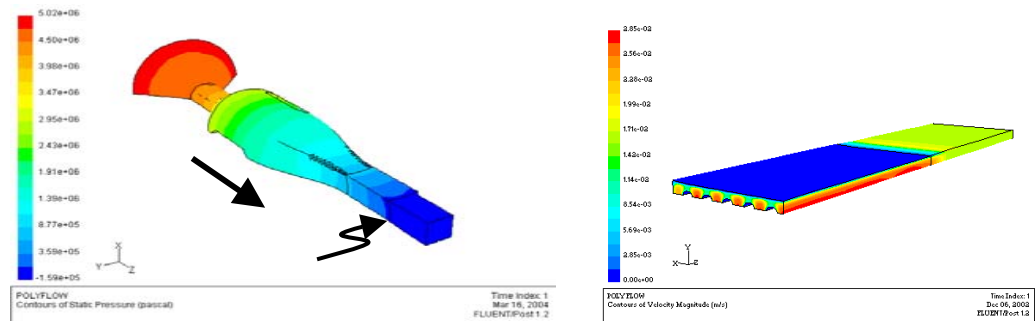 5.02e+06
4.50e+06
3.98e+06
3.47e+06
2.95e+06
2.43e+06
1.91e+06
1.39e+06
8.77e+05
3.59e+05
-1.59e+05
X
Y
Z
POLYFLOW
Contours of Static Pressure (pascal)
Time Index: 1
Mar 16, 2004
FLUENT/Post 1.2
2.85e-02
2.56e-02
2.28e-02
1.99e-02
1.71e-02
1.42e-02
1.14e-02
8.54e-03
5.69e-03
2.85e-03
0.00e+00
Y
X
Z
POLYFLOW
Contours of Velocity Magnitude (m/s)
Time Index: 1
Dec 06, 2002
FLUENT/Post 1.2